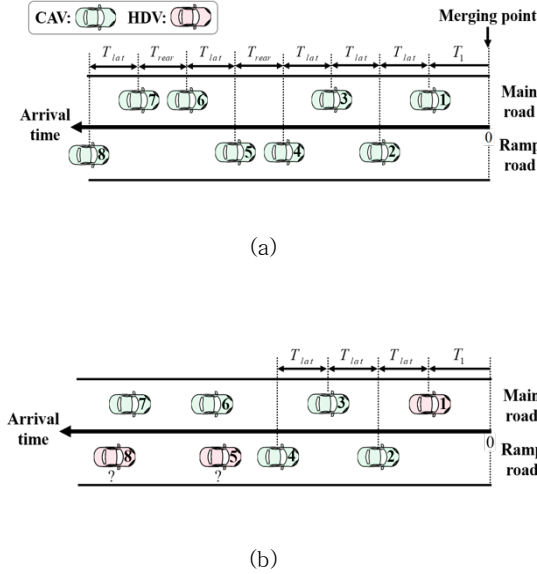 CAV: HDV: Merging point
T_lat T_rear T_lat T_rear T_lat T_lat T_lat T_1
7 6 3 1 Main road
Arrival time 0
8 5 4 2 Ramp road
(a)
T_lat T_lat T_lat T_1
7 6 3 1 Main road
Arrival time 0
8 5 4 2 Ramp road
? ?
(b)